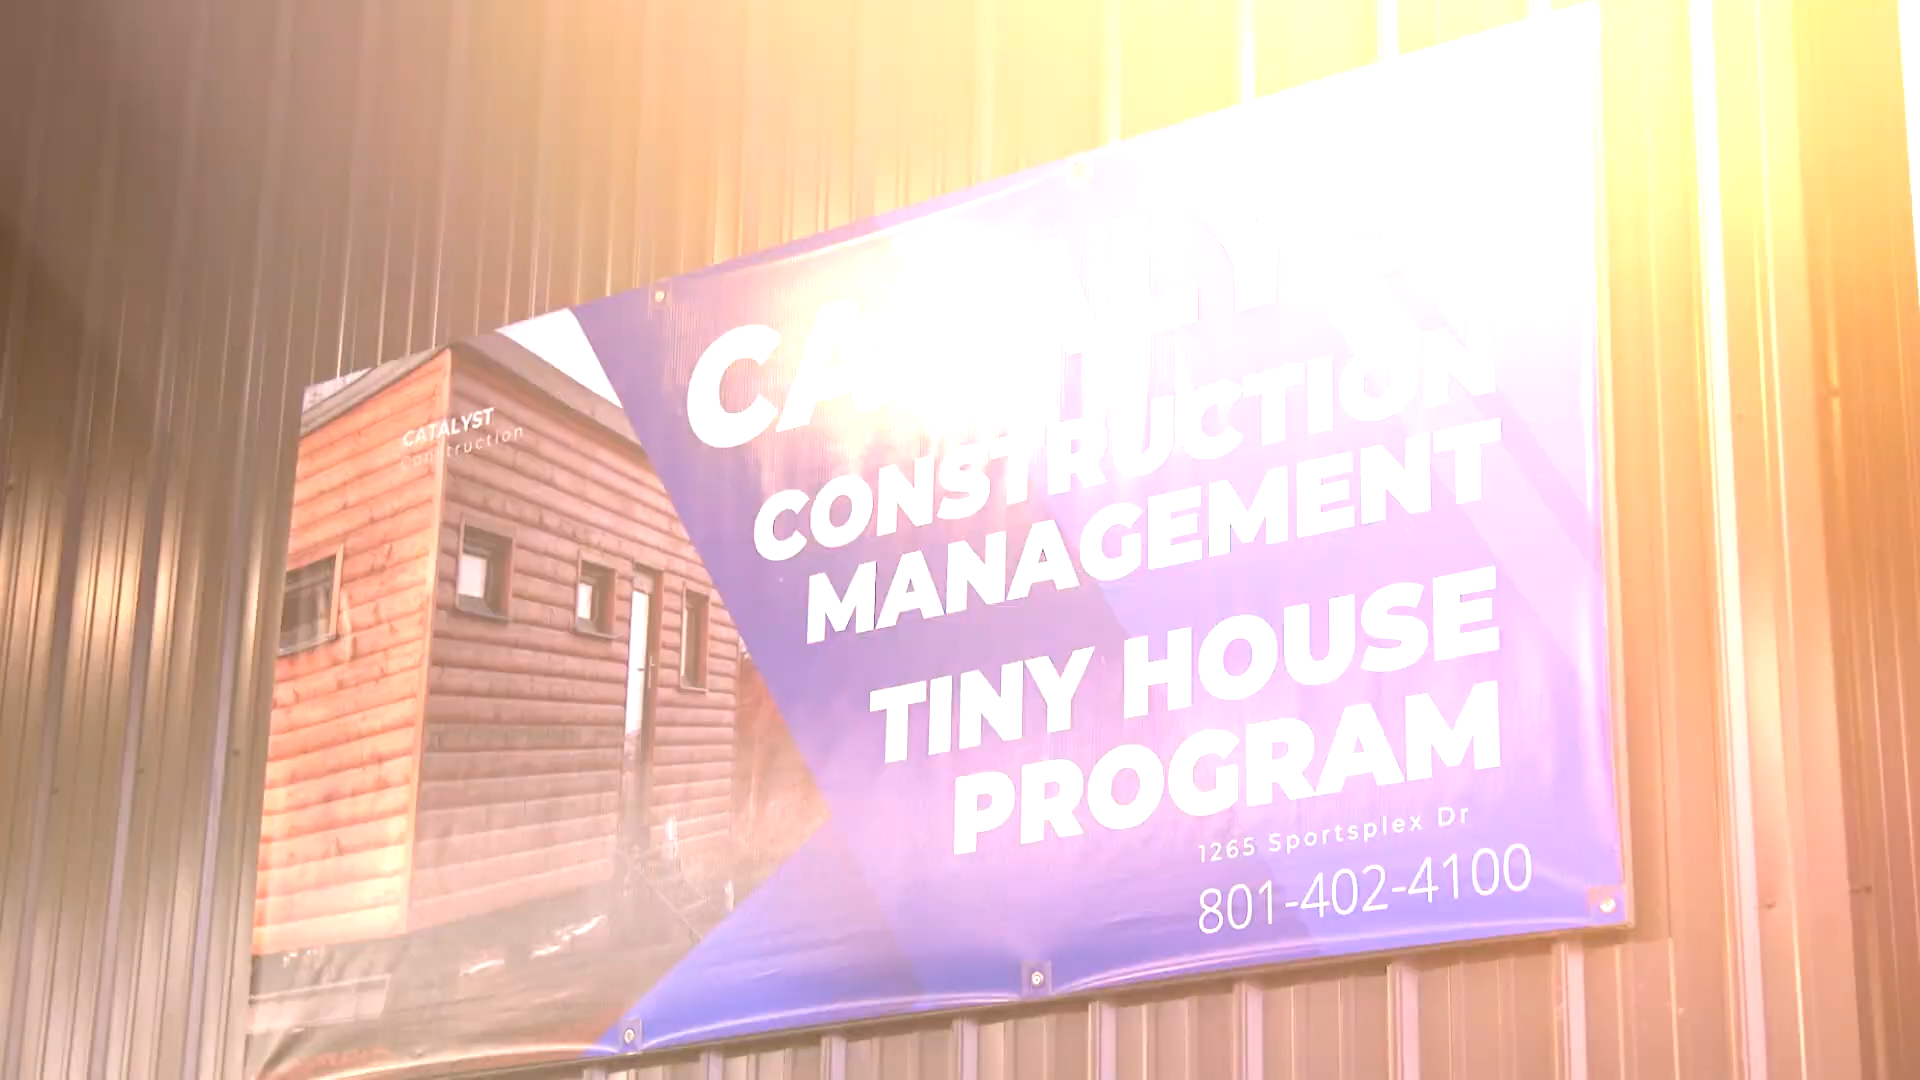 CATALYST
Construction
CONSTRUCTION
MANAGEMENT
TINY HOUSE
PROGRAM
1265 Sportsplex Dr
801-402-4100